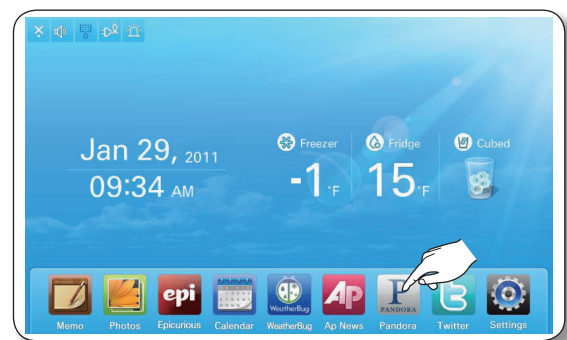 Jan 29, 2011
09:34 AM
Freezer
-1 °F
Fridge
15 °F
Cubed
epi
WeatherBug
AP
P
PANDORA
Memo Photos Epicurious Calendar WeatherBug Ap News Pandora Twitter Settings